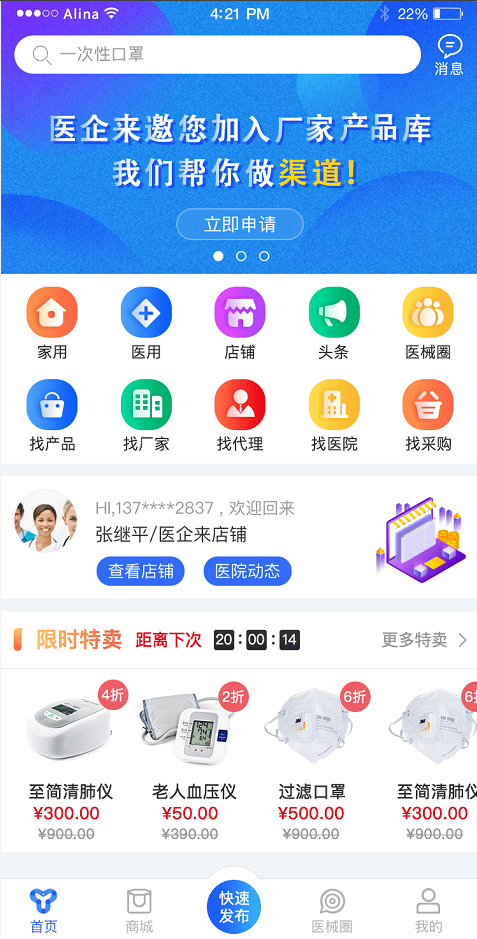 Alina
4:21 PM
22%
一次性口罩
消息
医企来邀您加入厂家产品库
我们帮你做渠道!
立即申请
家用 医用 店铺 头条 医械圈
找产品 找厂家 找代理 找医院 找采购
HI,137****2837，欢迎回来
张继平/医企来店铺
查看店铺 医院动态
限时特卖 距离下次 20:00:14 更多特卖
4折 2折 6折 6折
至简清肺仪 老人血压仪 过滤口罩 至简清肺仪
¥300.00 ¥50.00 ¥500.00 ¥300.00
¥900.00 ¥390.00 ¥900.00 ¥900.00
快速
发布
首页 商城 医械圈 我的